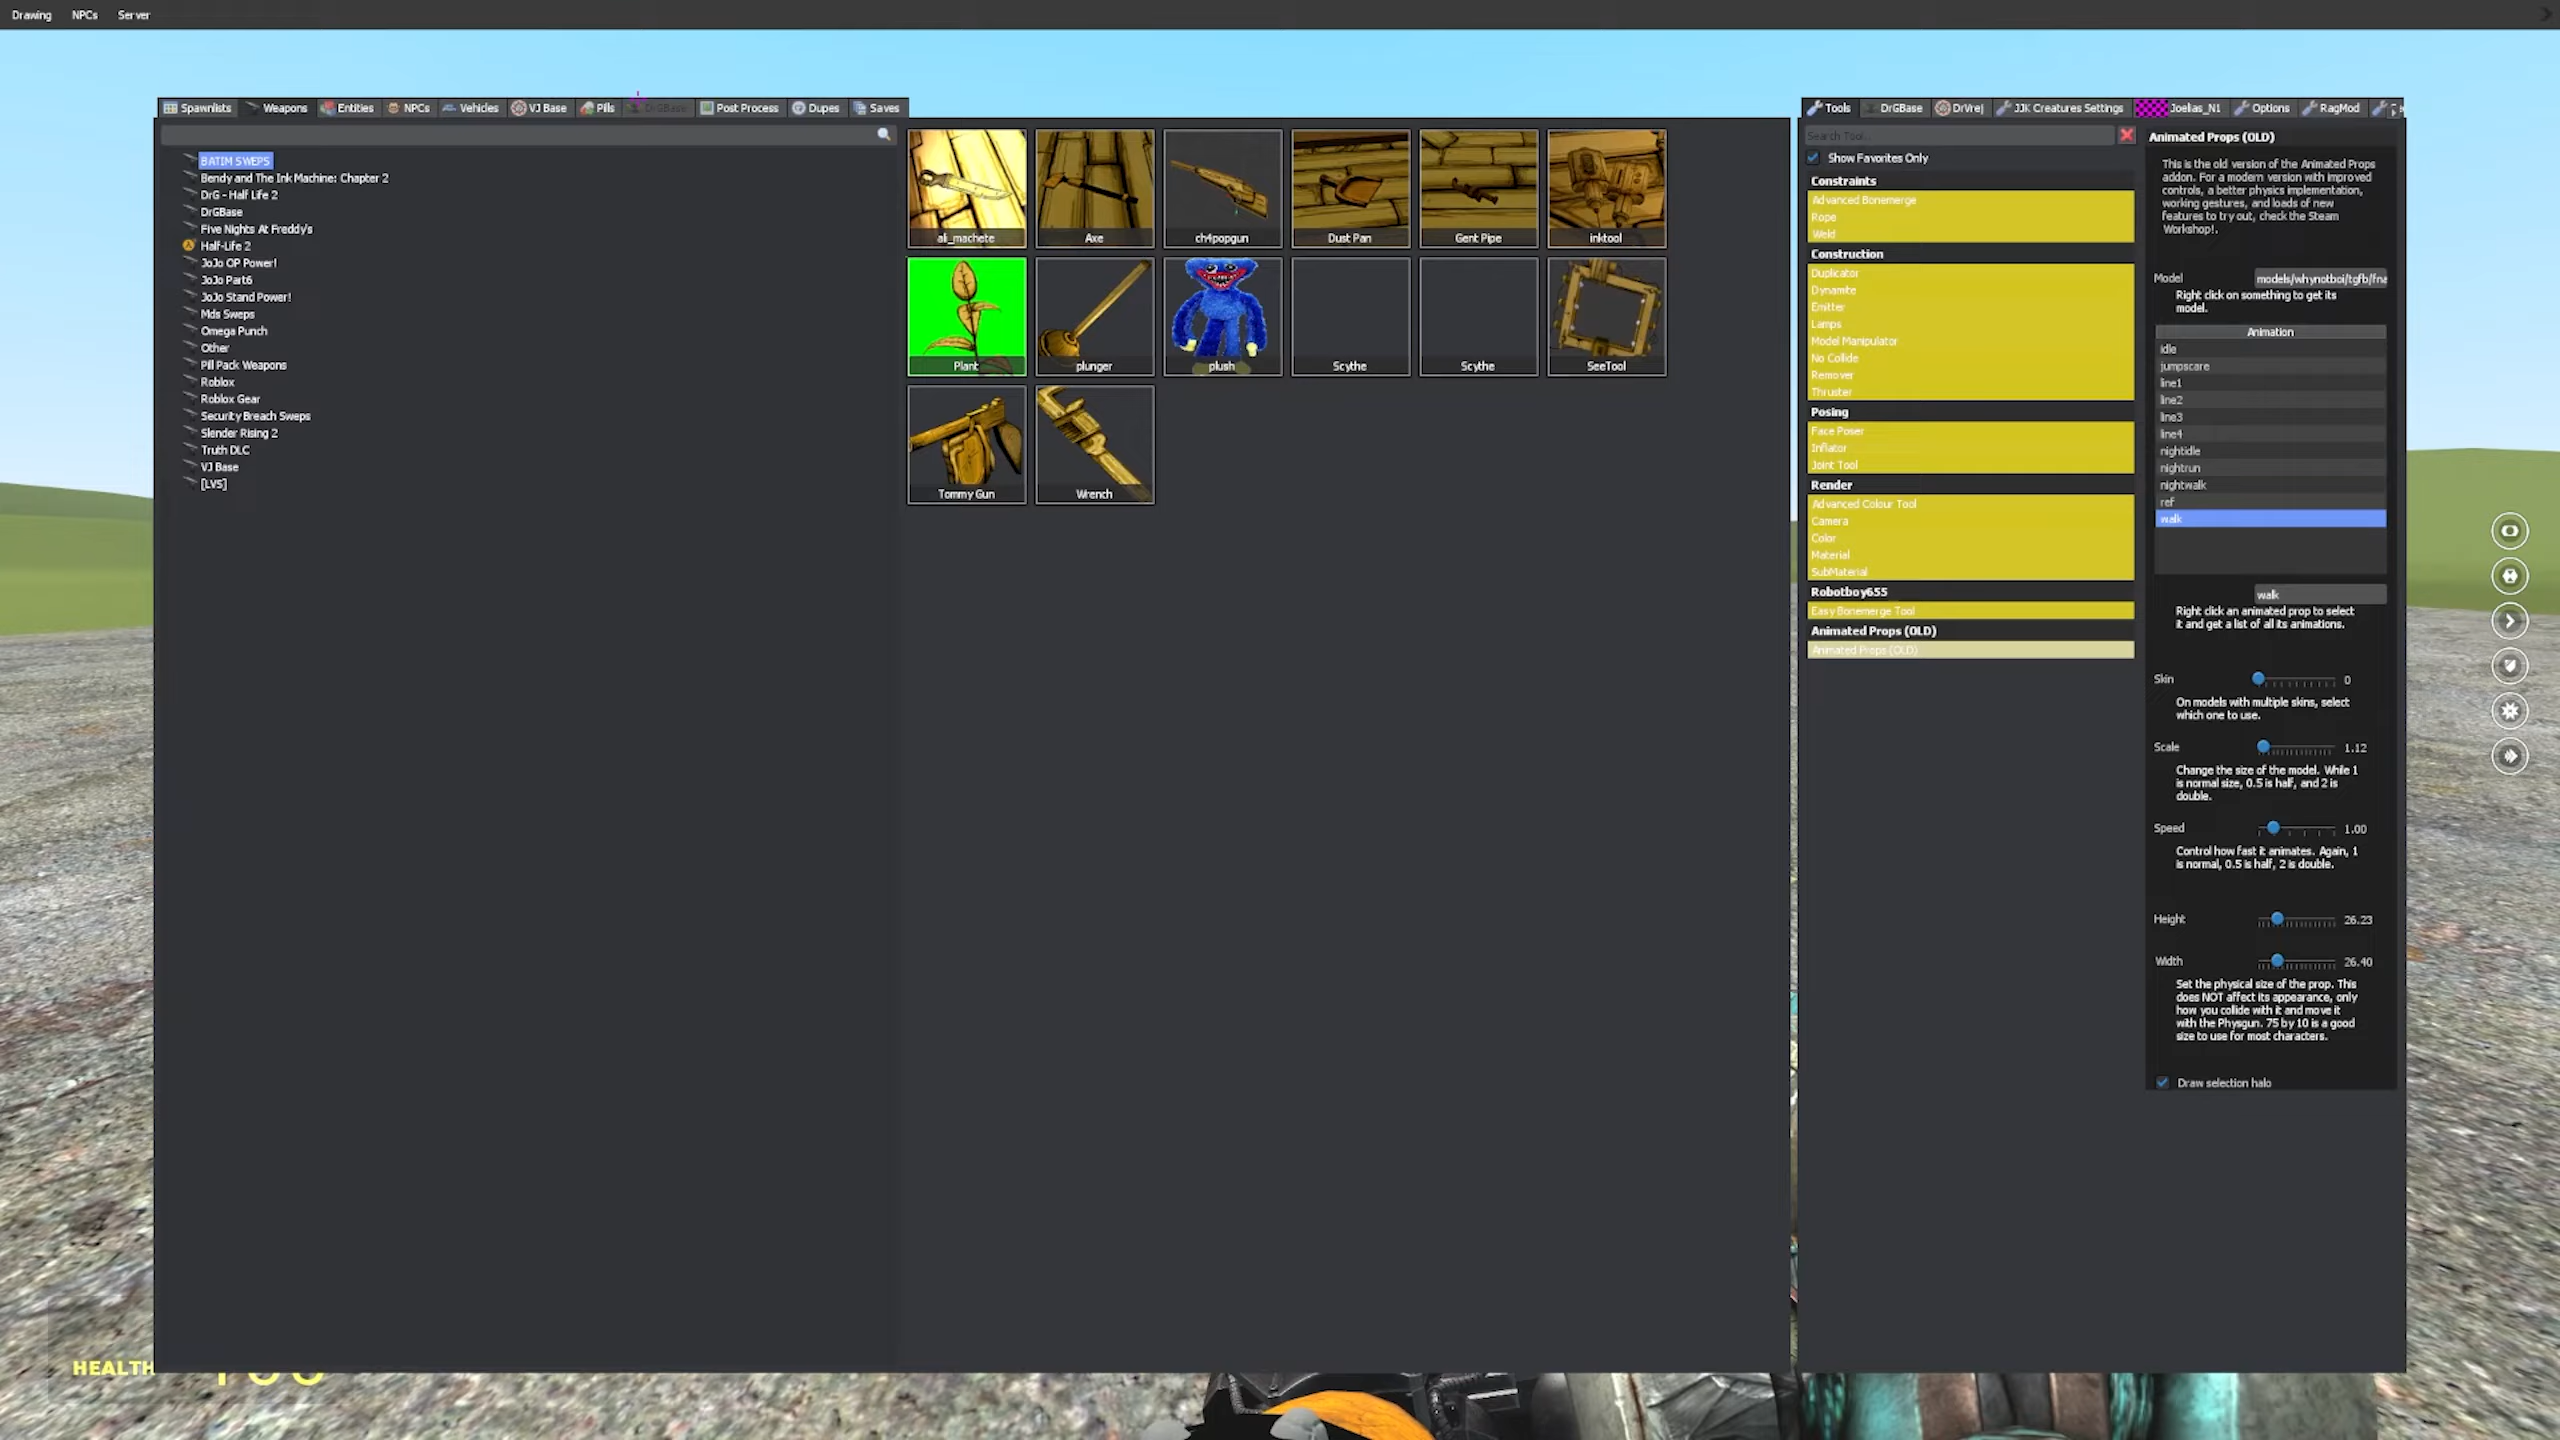 Drawing NPCs Server
Spawnlists Weapons Entities NPCs Vehicles VJ Base Pills DrGBase Post Process Dupes Saves
BATIM SWEPS
Bendy and The Ink Machine: Chapter 2
DrG - Half Life 2
DrGBase
Five Nights At Freddy's
Half-Life 2
JoJo OP Power!
JoJo Part6
JoJo Stand Power!
Mds Sweps
Omega Punch
Other
Pill Pack Weapons
Roblox
Roblox Gear
Security Breach Sweps
Slender Rising 2
Truth DLC
VJ Base
[LVS]
ali_machete Axe ch4popgun Dust Pan Gent Pipe inktool
Plant plunger plush Scythe Scythe SeeTool
Tommy Gun Wrench
Tools DrGBase DrVrej JJK Creatures Settings Joelias_N1 Options RagMod
Search Tool...
Show Favorites Only
Constraints
Advanced Bonemerge
Rope
Weld
Construction
Duplicator
Dynamite
Emitter
Lamps
Model Manipulator
No Collide
Remover
Thruster
Posing
Face Poser
Inflator
Joint Tool
Render
Advanced Colour Tool
Camera
Color
Material
SubMaterial
Robotboy655
Easy Bonemerge Tool
Animated Props (OLD)
Animated Props (OLD)
Animated Props (OLD)
This is the old version of the Animated Props
addon. For a modern version with improved
controls, a better physics implementation,
working gestures, and loads of new
features to try out, check the Steam
Workshop!.
Model models/whynotboi/tgfb/fna
Right click on something to get its
model.
Animation
idle
jumpscare
line1
line2
line3
line4
nightidle
nightrun
nightwalk
ref
walk
walk
Right click an animated prop to select
it and get a list of all its animations.
Skin 0
On models with multiple skins, select
which one to use.
Scale 1.12
Change the size of the model. While 1
is normal size, 0.5 is half, and 2 is
double.
Speed 1.00
Control how fast it animates. Again, 1
is normal, 0.5 is half, 2 is double.
Height 26.23
Width 26.40
Set the physical size of the prop. This
does NOT affect its appearance, only
how you collide with it and move it
with the Physgun. 75 by 10 is a good
size to use for most characters.
Draw selection halo
HEALTH